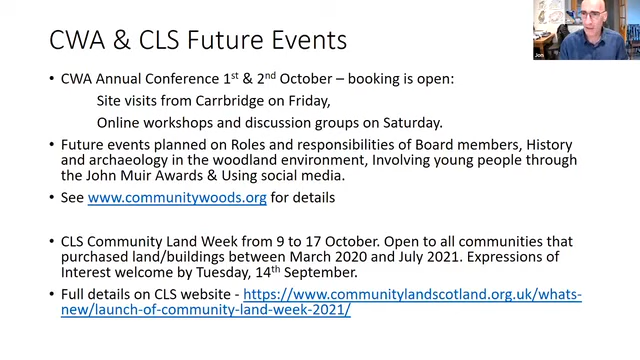 CWA & CLS Future Events
Jon
• CWA Annual Conference 1st & 2nd October – booking is open:
Site visits from Carrbridge on Friday,
Online workshops and discussion groups on Saturday.
• Future events planned on Roles and responsibilities of Board members, History
and archaeology in the woodland environment, Involving young people through
the John Muir Awards & Using social media.
• See www.communitywoods.org for details
• CLS Community Land Week from 9 to 17 October. Open to all communities that
purchased land/buildings between March 2020 and July 2021. Expressions of
Interest welcome by Tuesday, 14th September.
• Full details on CLS website - https://www.communitylandscotland.org.uk/whats-
new/launch-of-community-land-week-2021/